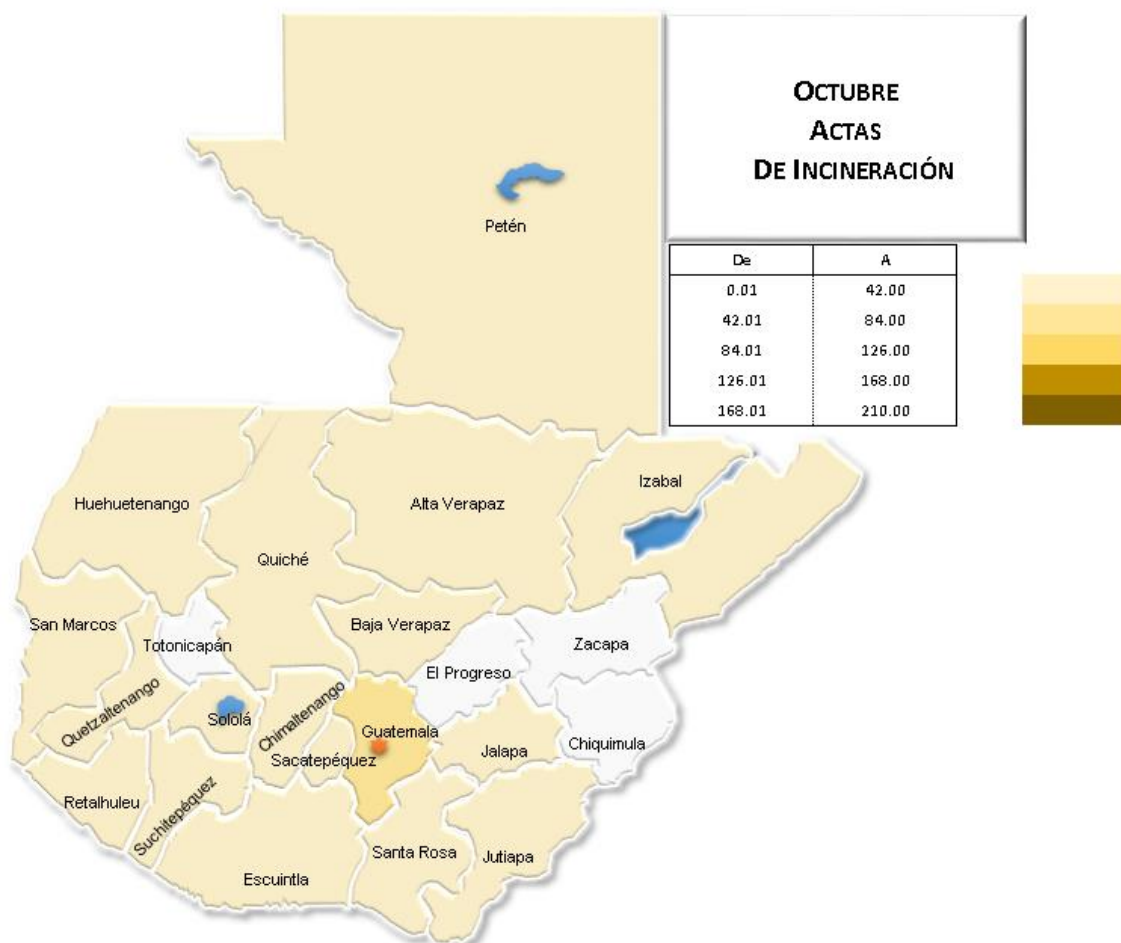 OCTUBRE
ACTAS
DE INCINERACIÓN
De A
0.01 42.00
42.01 84.00
84.01 126.00
126.01 168.00
168.01 210.00
Petén
Izabal
Huehuetenango
Alta Verapaz
Quiché
San Marcos
Totonicapán
Baja Verapaz
Zacapa
El Progreso
Quetzaltenango
Sololá
Chimaltenango
Guatemala
Sacatepéquez
Jalapa
Chiquimula
Retalhuleu
Suchitepéquez
Santa Rosa
Jutiapa
Escuintla